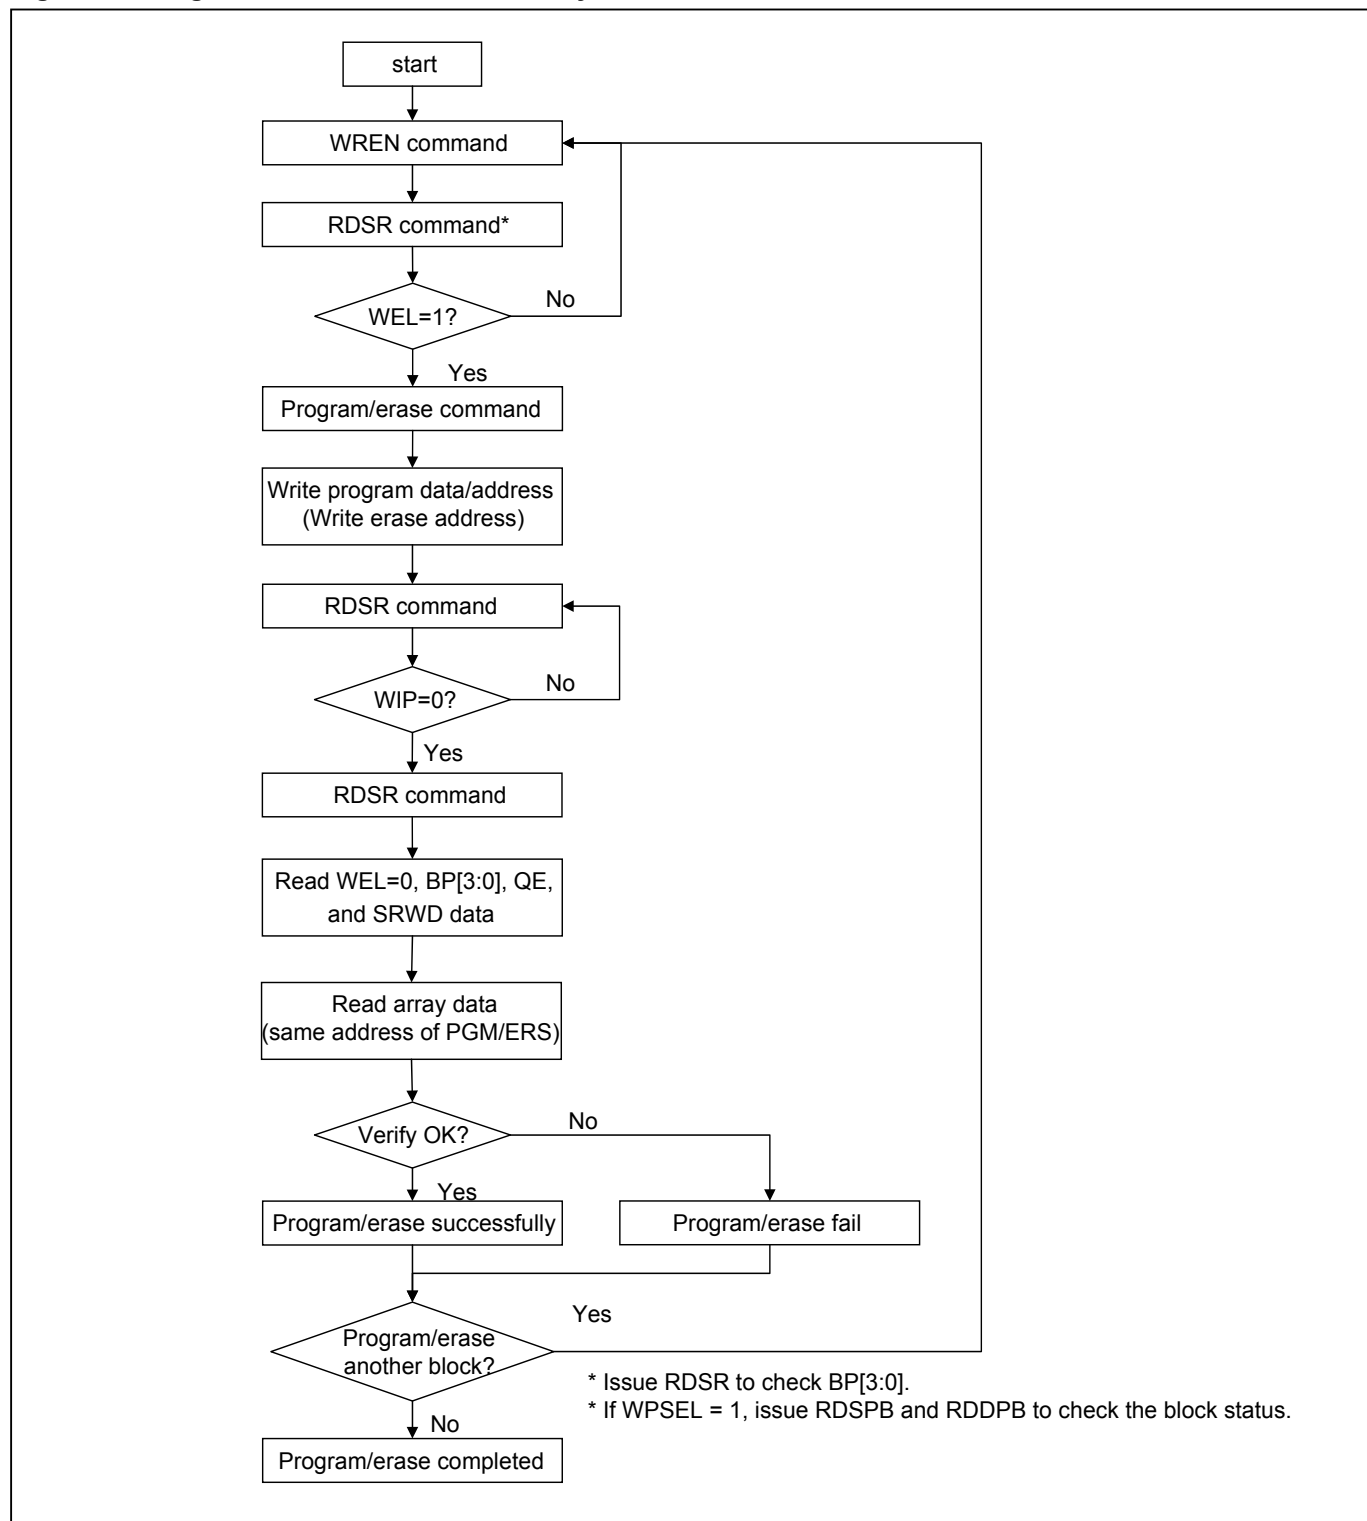 start
WREN command
RDSR command*
No
WEL=1?
Yes
Program/erase command
Write program data/address
(Write erase address)
RDSR command
No
WIP=0?
Yes
RDSR command
Read WEL=0, BP[3:0], QE,
and SRWD data
Read array data
(same address of PGM/ERS)
No
Verify OK?
Yes
Program/erase successfully
Program/erase fail
Yes
Program/erase
another block?
* Issue RDSR to check BP[3:0].
* If WPSEL = 1, issue RDSPB and RDDPB to check the block status.
No
Program/erase completed